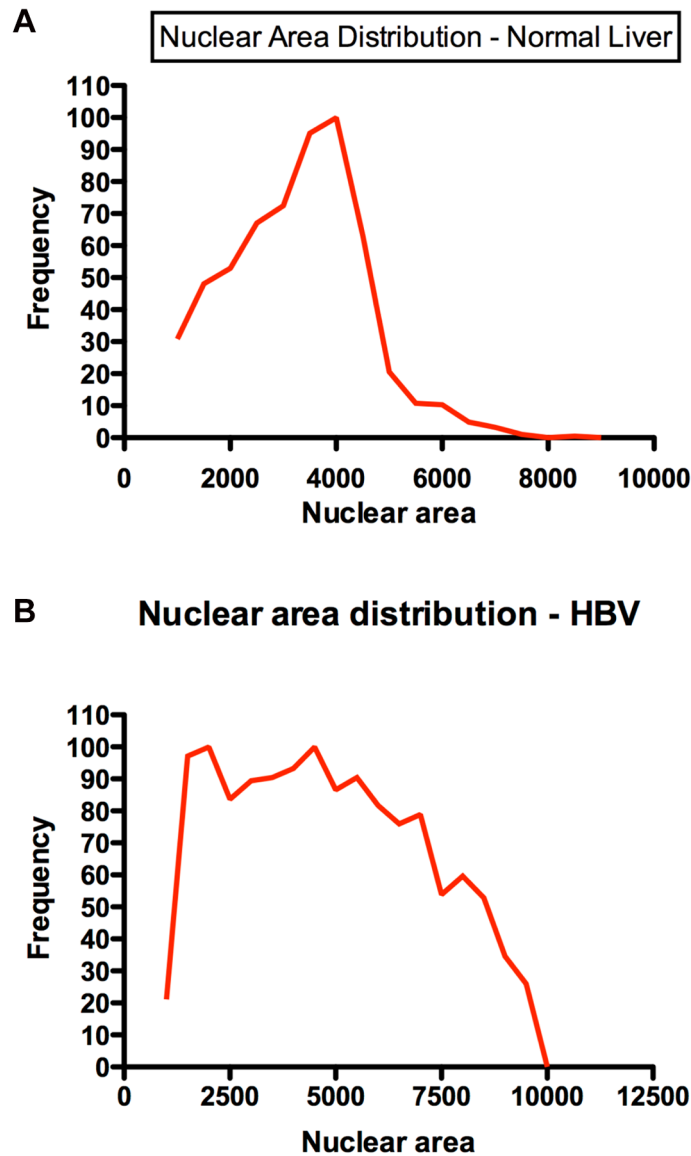 A
Nuclear Area Distribution - Normal Liver
110
100
90
80
70
60
50
40
30
20
10
0
Frequency
0 2000 4000 6000 8000 10000
Nuclear area
B
Nuclear area distribution - HBV
110
100
90
80
70
60
50
40
30
20
10
0
Frequency
0 2500 5000 7500 10000 12500
Nuclear area